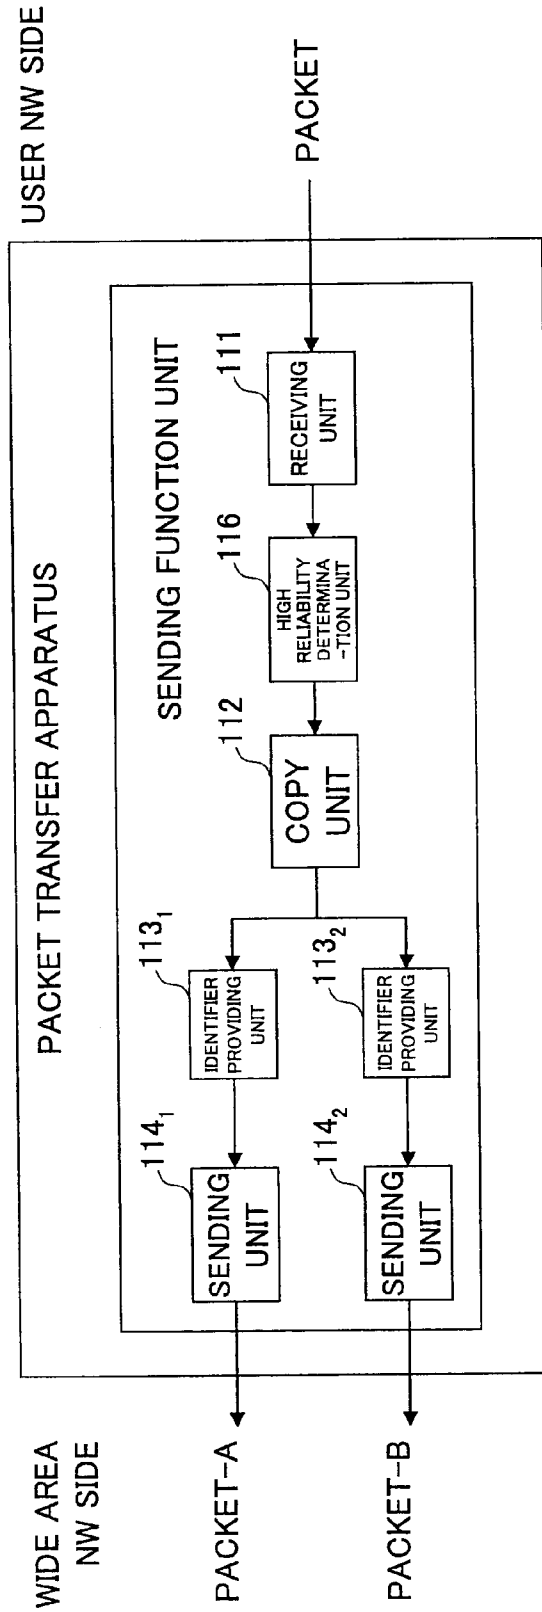 WIDE AREA
NW SIDE
USER NW SIDE
PACKET TRANSFER APPARATUS
SENDING FUNCTION UNIT
PACKET-A
PACKET-B
114₁
SENDING
UNIT
114₂
SENDING
UNIT
113₁
IDENTIFIER
PROVIDING
UNIT
113₂
IDENTIFIER
PROVIDING
UNIT
112
COPY
UNIT
116
HIGH
RELIABILITY
DETERMINA
-TION UNIT
111
RECEIVING
UNIT
PACKET